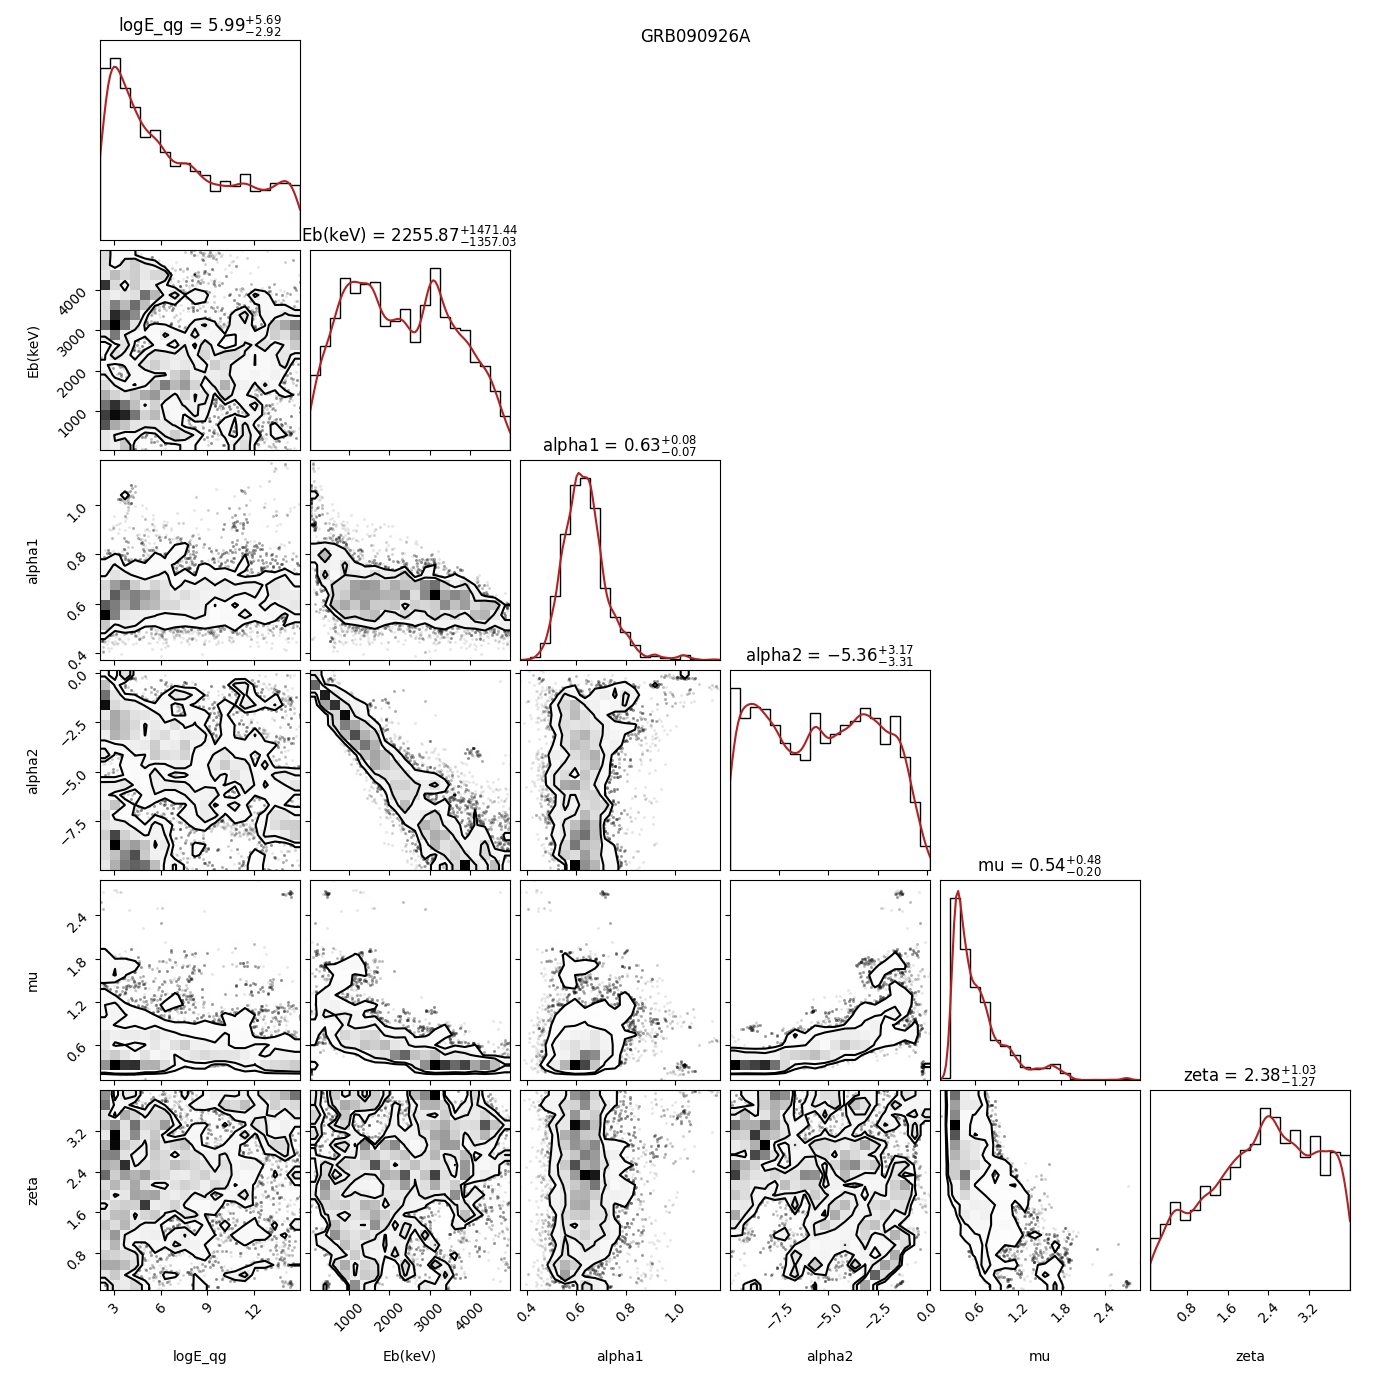 GRB090926A
logE_qg = 5.99+5.69−2.92
Eb(keV) = 2255.87+1471.44−1357.03
Eb(keV)
4000
3000
2000
1000
alpha1 = 0.63+0.08−0.07
alpha1
1.0
0.8
0.6
0.4
alpha2 = −5.36+3.17−3.31
alpha2
0.0
−2.5
−5.0
−7.5
mu = 0.54+0.48−0.20
mu
2.4
1.8
1.2
0.6
zeta = 2.38+1.03−1.27
zeta
3.2
2.4
1.6
0.8
3 6 9 12
1000 2000 3000 4000
0.4 0.6 0.8 1.0
−7.5 −5.0 −2.5 0.0
0.6 1.2 1.8 2.4
0.8 1.6 2.4 3.2
logE_qg Eb(keV) alpha1 alpha2 mu zeta